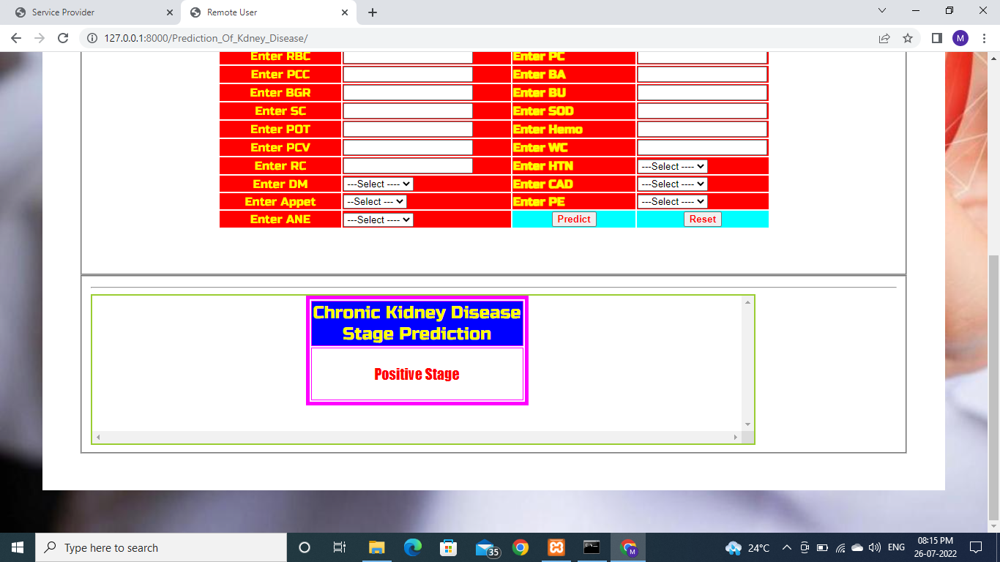 Service Provider
Remote User
127.0.0.1:8000/Prediction_Of_Kdney_Disease/
M
Enter RBC
Enter PC
Enter PCC
Enter BA
Enter BGR
Enter BU
Enter SC
Enter SOD
Enter POT
Enter Hemo
Enter PCV
Enter WC
Enter RC
Enter HTN ---Select ----
Enter DM ---Select ---- Enter CAD ---Select ----
Enter Appet --Select --- Enter PE ---Select ----
Enter ANE ---Select ---- Predict Reset
Chronic Kidney Disease
Stage Prediction
Positive Stage
Type here to search
35
M
24°C
ENG
08:15 PM
26-07-2022